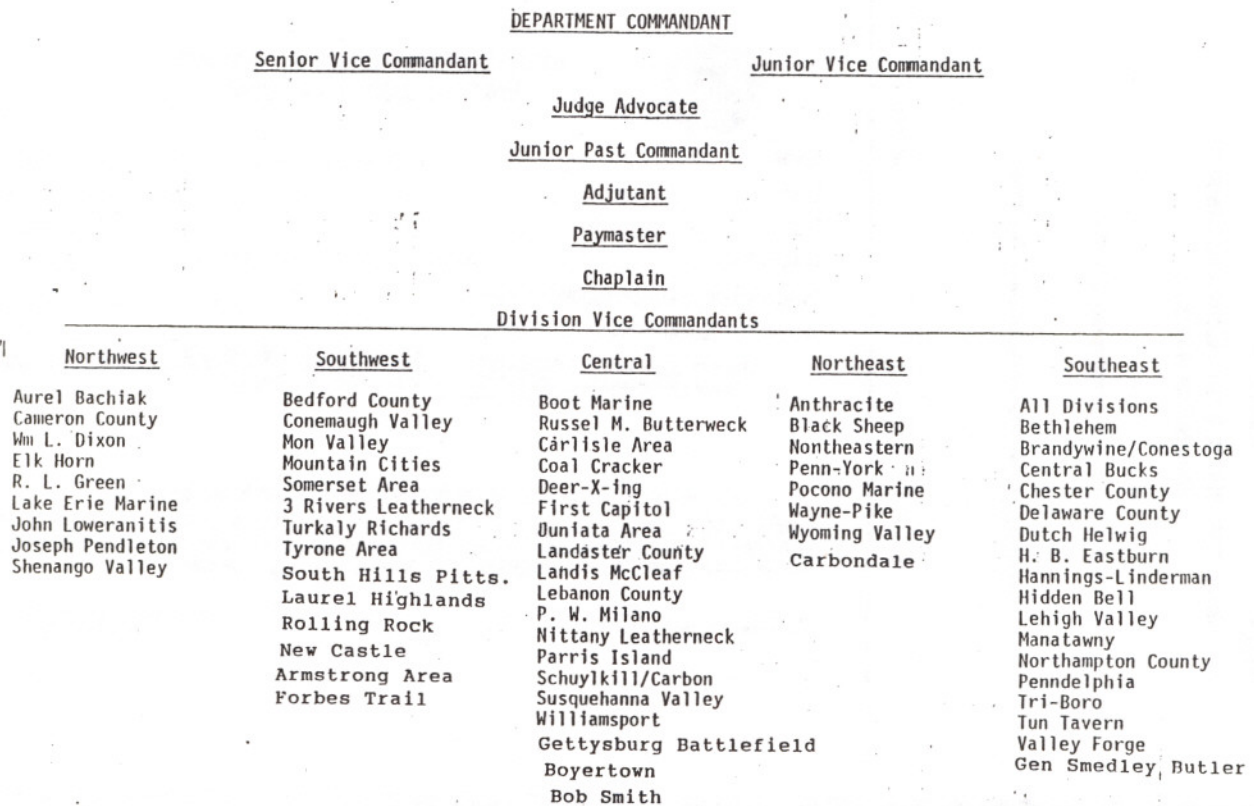 DEPARTMENT COMMANDANT
Senior Vice Commandant
Junior Vice Commandant
Judge Advocate
Junior Past Commandant
Adjutant
Paymaster
Chaplain
Division Vice Commandants
Northwest
Aurel Bachiak
Cameron County
Wm L. Dixon
Elk Horn
R. L. Green
Lake Erie Marine
John Loweranitis
Joseph Pendleton
Shenango Valley
Southwest
Bedford County
Conemaugh Valley
Mon Valley
Mountain Cities
Somerset Area
3 Rivers Leatherneck
Turkaly Richards
Tyrone Area
South Hills Pitts.
Laurel Highlands
Rolling Rock
New Castle
Armstrong Area
Forbes Trail
Central
Boot Marine
Russel M. Butterweck
Carlisle Area
Coal Cracker
Deer-X-ing
First Capitol
Juniata Area
Landaster County
Landis McCleaf
Lebanon County
P. W. Milano
Nittany Leatherneck
Parris Island
Schuylkill/Carbon
Susquehanna Valley
Williamsport
Gettysburg Battlefield
Boyertown
Bob Smith
Northeast
Anthracite
Black Sheep
Nontheastern
Penn-York
Pocono Marine
Wayne-Pike
Wyoming Valley
Carbondale
Southeast
All Divisions
Bethlehem
Brandywine/Conestoga
Central Bucks
Chester County
Delaware County
Dutch Helwig
H. B. Eastburn
Hannings-Linderman
Hidden Bell
Lehigh Valley
Manatawny
Northampton County
Penndelphia
Tri-Boro
Tun Tavern
Valley Forge
Gen Smedley Butler